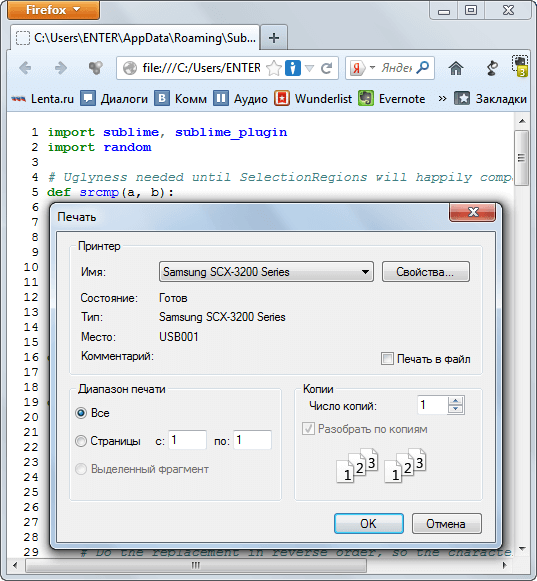 Firefox
C:\Users\ENTER\AppData\Roaming\Sub...
file:///C:/Users/ENTER
Яндекс
3
Lenta.ru Диалоги Комм Аудио Wunderlist Evernote » Закладки
1 import sublime, sublime_plugin
2 import random
3
4 # Uglyness needed until SelectionRegions will happily comp
5 def srcmp(a, b):
6
7
8
9
10
11
12
13
14
15
16
17
18
19
20
21
22
23
24
25
26
27
28
29 # Do the replacement in reverse order, so the characte
Печать
Принтер
Имя: Samsung SCX-3200 Series Свойства...
Состояние: Готов
Тип: Samsung SCX-3200 Series
Место: USB001
Комментарий: Печать в файл
Диапазон печати
Все
Страницы с: 1 по: 1
Выделенный фрагмент
Копии
Число копий: 1
Разобрать по копиям
1 2 3 1 2 3
OK Отмена